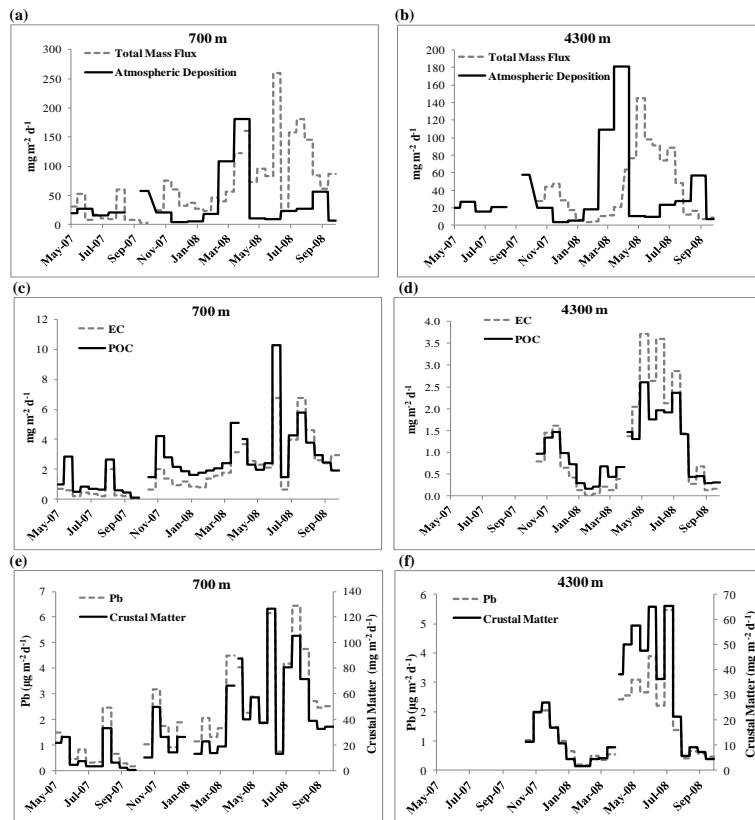 (a)
700 m
Total Mass Flux
Atmospheric Deposition
mg m-2 d-1
300
250
200
150
100
50
0
May-07
Jul-07
Sep-07
Nov-07
Jan-08
Mar-08
May-08
Jul-08
Sep-08
(b)
4300 m
Total Mass Flux
Atmospheric Deposition
mg m-2 d-1
200
180
160
140
120
100
80
60
40
20
0
May-07
Jul-07
Sep-07
Nov-07
Jan-08
Mar-08
May-08
Jul-08
Sep-08
(c)
700 m
EC
POC
mg m-2 d-1
12
10
8
6
4
2
0
May-07
Jul-07
Sep-07
Nov-07
Jan-08
Mar-08
May-08
Jul-08
Sep-08
(d)
4300 m
EC
POC
mg m-2 d-1
4.0
3.5
3.0
2.5
2.0
1.5
1.0
0.5
0.0
May-07
Jul-07
Sep-07
Nov-07
Jan-08
Mar-08
May-08
Jul-08
Sep-08
(e)
700 m
Pb
Crustal Matter
Pb (µg m-2 d-1)
7
6
5
4
3
2
1
0
140
120
100
80
60
40
20
0
Crustal Matter (mg m-2 d-1)
May-07
Jul-07
Sep-07
Nov-07
Jan-08
Mar-08
May-08
Jul-08
Sep-08
(f)
4300 m
Pb
Crustal Matter
Pb (µg m-2 d-1)
6
5
4
3
2
1
0
70
60
50
40
30
20
10
0
Crustal Matter (mg m-2 d-1)
May-07
Jul-07
Sep-07
Nov-07
Jan-08
Mar-08
May-08
Jul-08
Sep-08